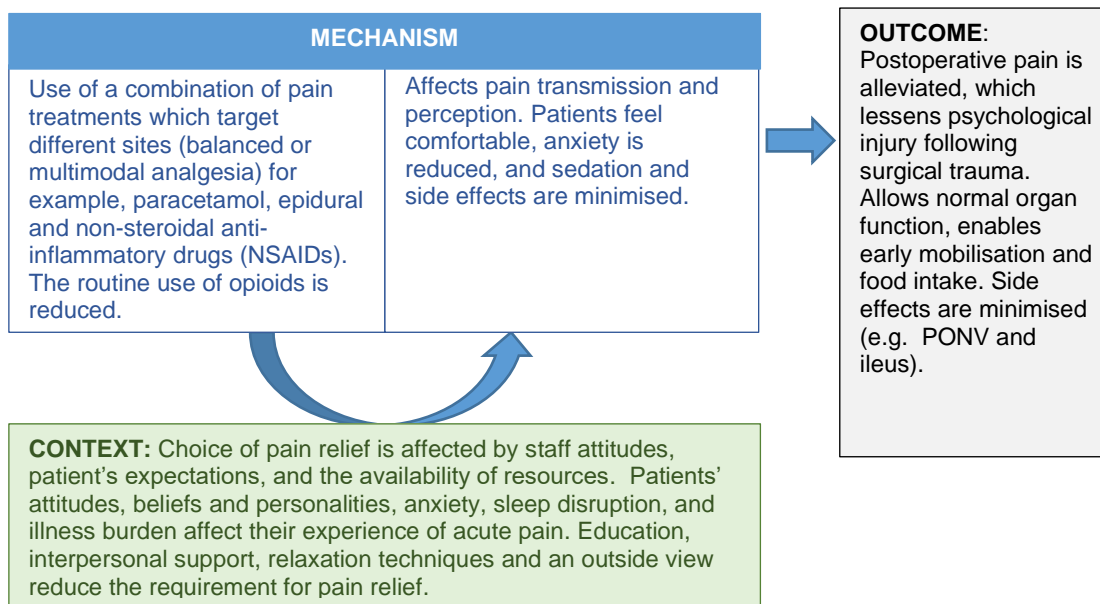 MECHANISM
Use of a combination of pain
treatments which target
different sites (balanced or
multimodal analgesia) for
example, paracetamol, epidural
and non-steroidal anti-
inflammatory drugs (NSAIDs).
The routine use of opioids is
reduced.
Affects pain transmission and
perception. Patients feel
comfortable, anxiety is
reduced, and sedation and
side effects are minimised.
OUTCOME:
Postoperative pain is
alleviated, which
lessens psychological
injury following
surgical trauma.
Allows normal organ
function, enables
early mobilisation and
food intake. Side
effects are minimised
(e.g. PONV and
ileus).
CONTEXT: Choice of pain relief is affected by staff attitudes,
patient's expectations, and the availability of resources. Patients'
attitudes, beliefs and personalities, anxiety, sleep disruption, and
illness burden affect their experience of acute pain. Education,
interpersonal support, relaxation techniques and an outside view
reduce the requirement for pain relief.